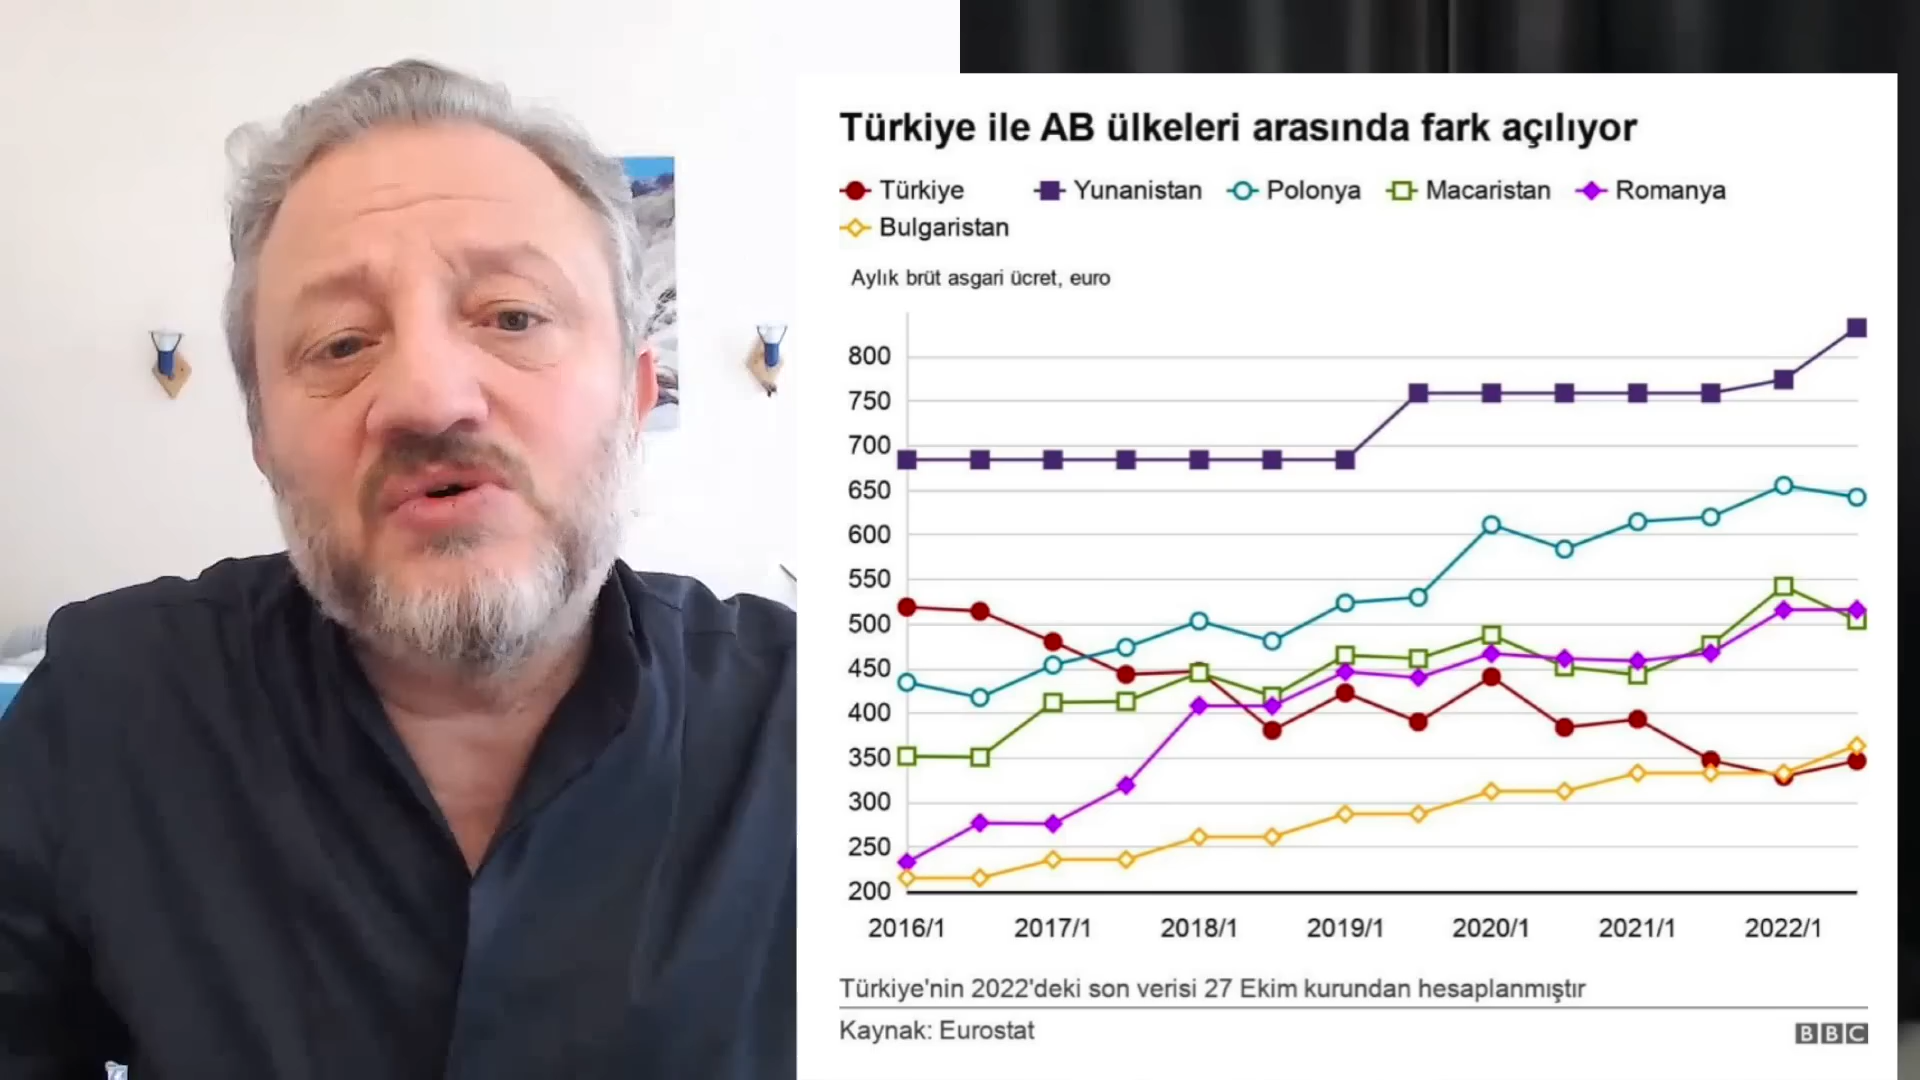 Türkiye ile AB ülkeleri arasında fark açılıyor
Türkiye Yunanistan Polonya Macaristan Romanya
Bulgaristan
Aylık brüt asgari ücret, euro
800
750
700
650
600
550
500
450
400
350
300
250
200
2016/1 2017/1 2018/1 2019/1 2020/1 2021/1 2022/1
Türkiye'nin 2022'deki son verisi 27 Ekim kurundan hesaplanmıştır
Kaynak: Eurostat
BBC